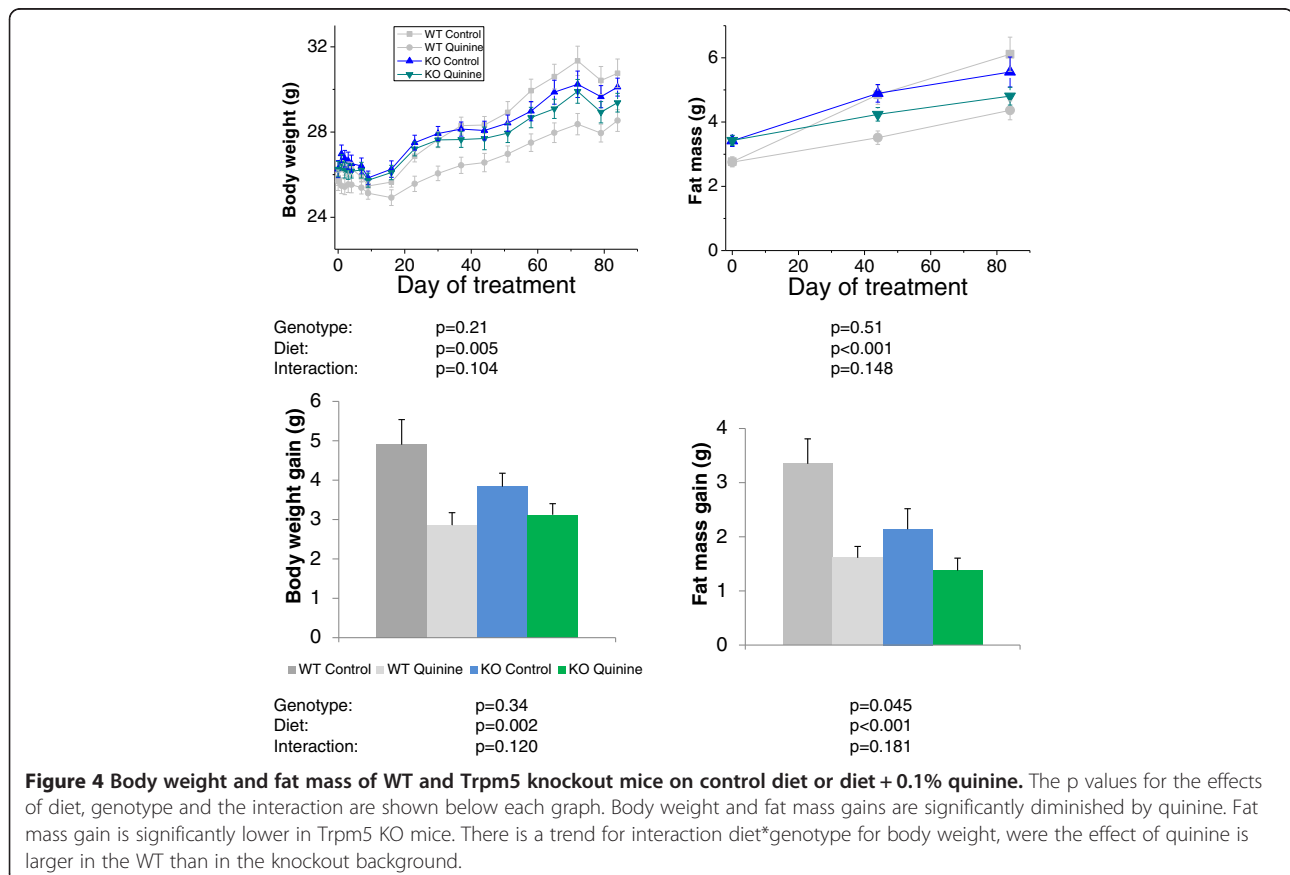 WT Control
WT Quinine
KO Control
KO Quinine
Body weight (g)
32
28
24
0 20 40 60 80
Day of treatment
Fat mass (g)
6
4
2
0
0 20 40 60 80
Day of treatment
Genotype: p=0.21 p=0.51
Diet: p=0.005 p<0.001
Interaction: p=0.104 p=0.148
Body weight gain (g)
6
5
4
3
2
1
0
Fat mass gain (g)
4
3
2
1
0
WT Control WT Quinine KO Control KO Quinine
Genotype: p=0.34 p=0.045
Diet: p=0.002 p<0.001
Interaction: p=0.120 p=0.181
Figure 4 Body weight and fat mass of WT and Trpm5 knockout mice on control diet or diet + 0.1% quinine. The p values for the effects
of diet, genotype and the interaction are shown below each graph. Body weight and fat mass gains are significantly diminished by quinine. Fat
mass gain is significantly lower in Trpm5 KO mice. There is a trend for interaction diet*genotype for body weight, were the effect of quinine is
larger in the WT than in the knockout background.